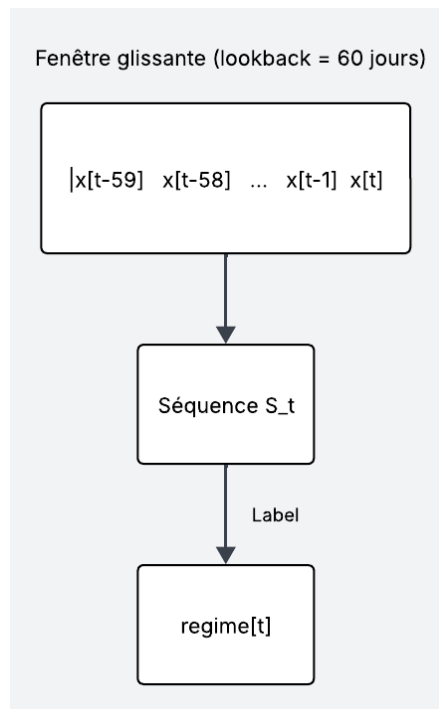 Fenêtre glissante (lookback = 60 jours)
|x[t-59] x[t-58] ... x[t-1] x[t]
Séquence S_t
Label
regime[t]